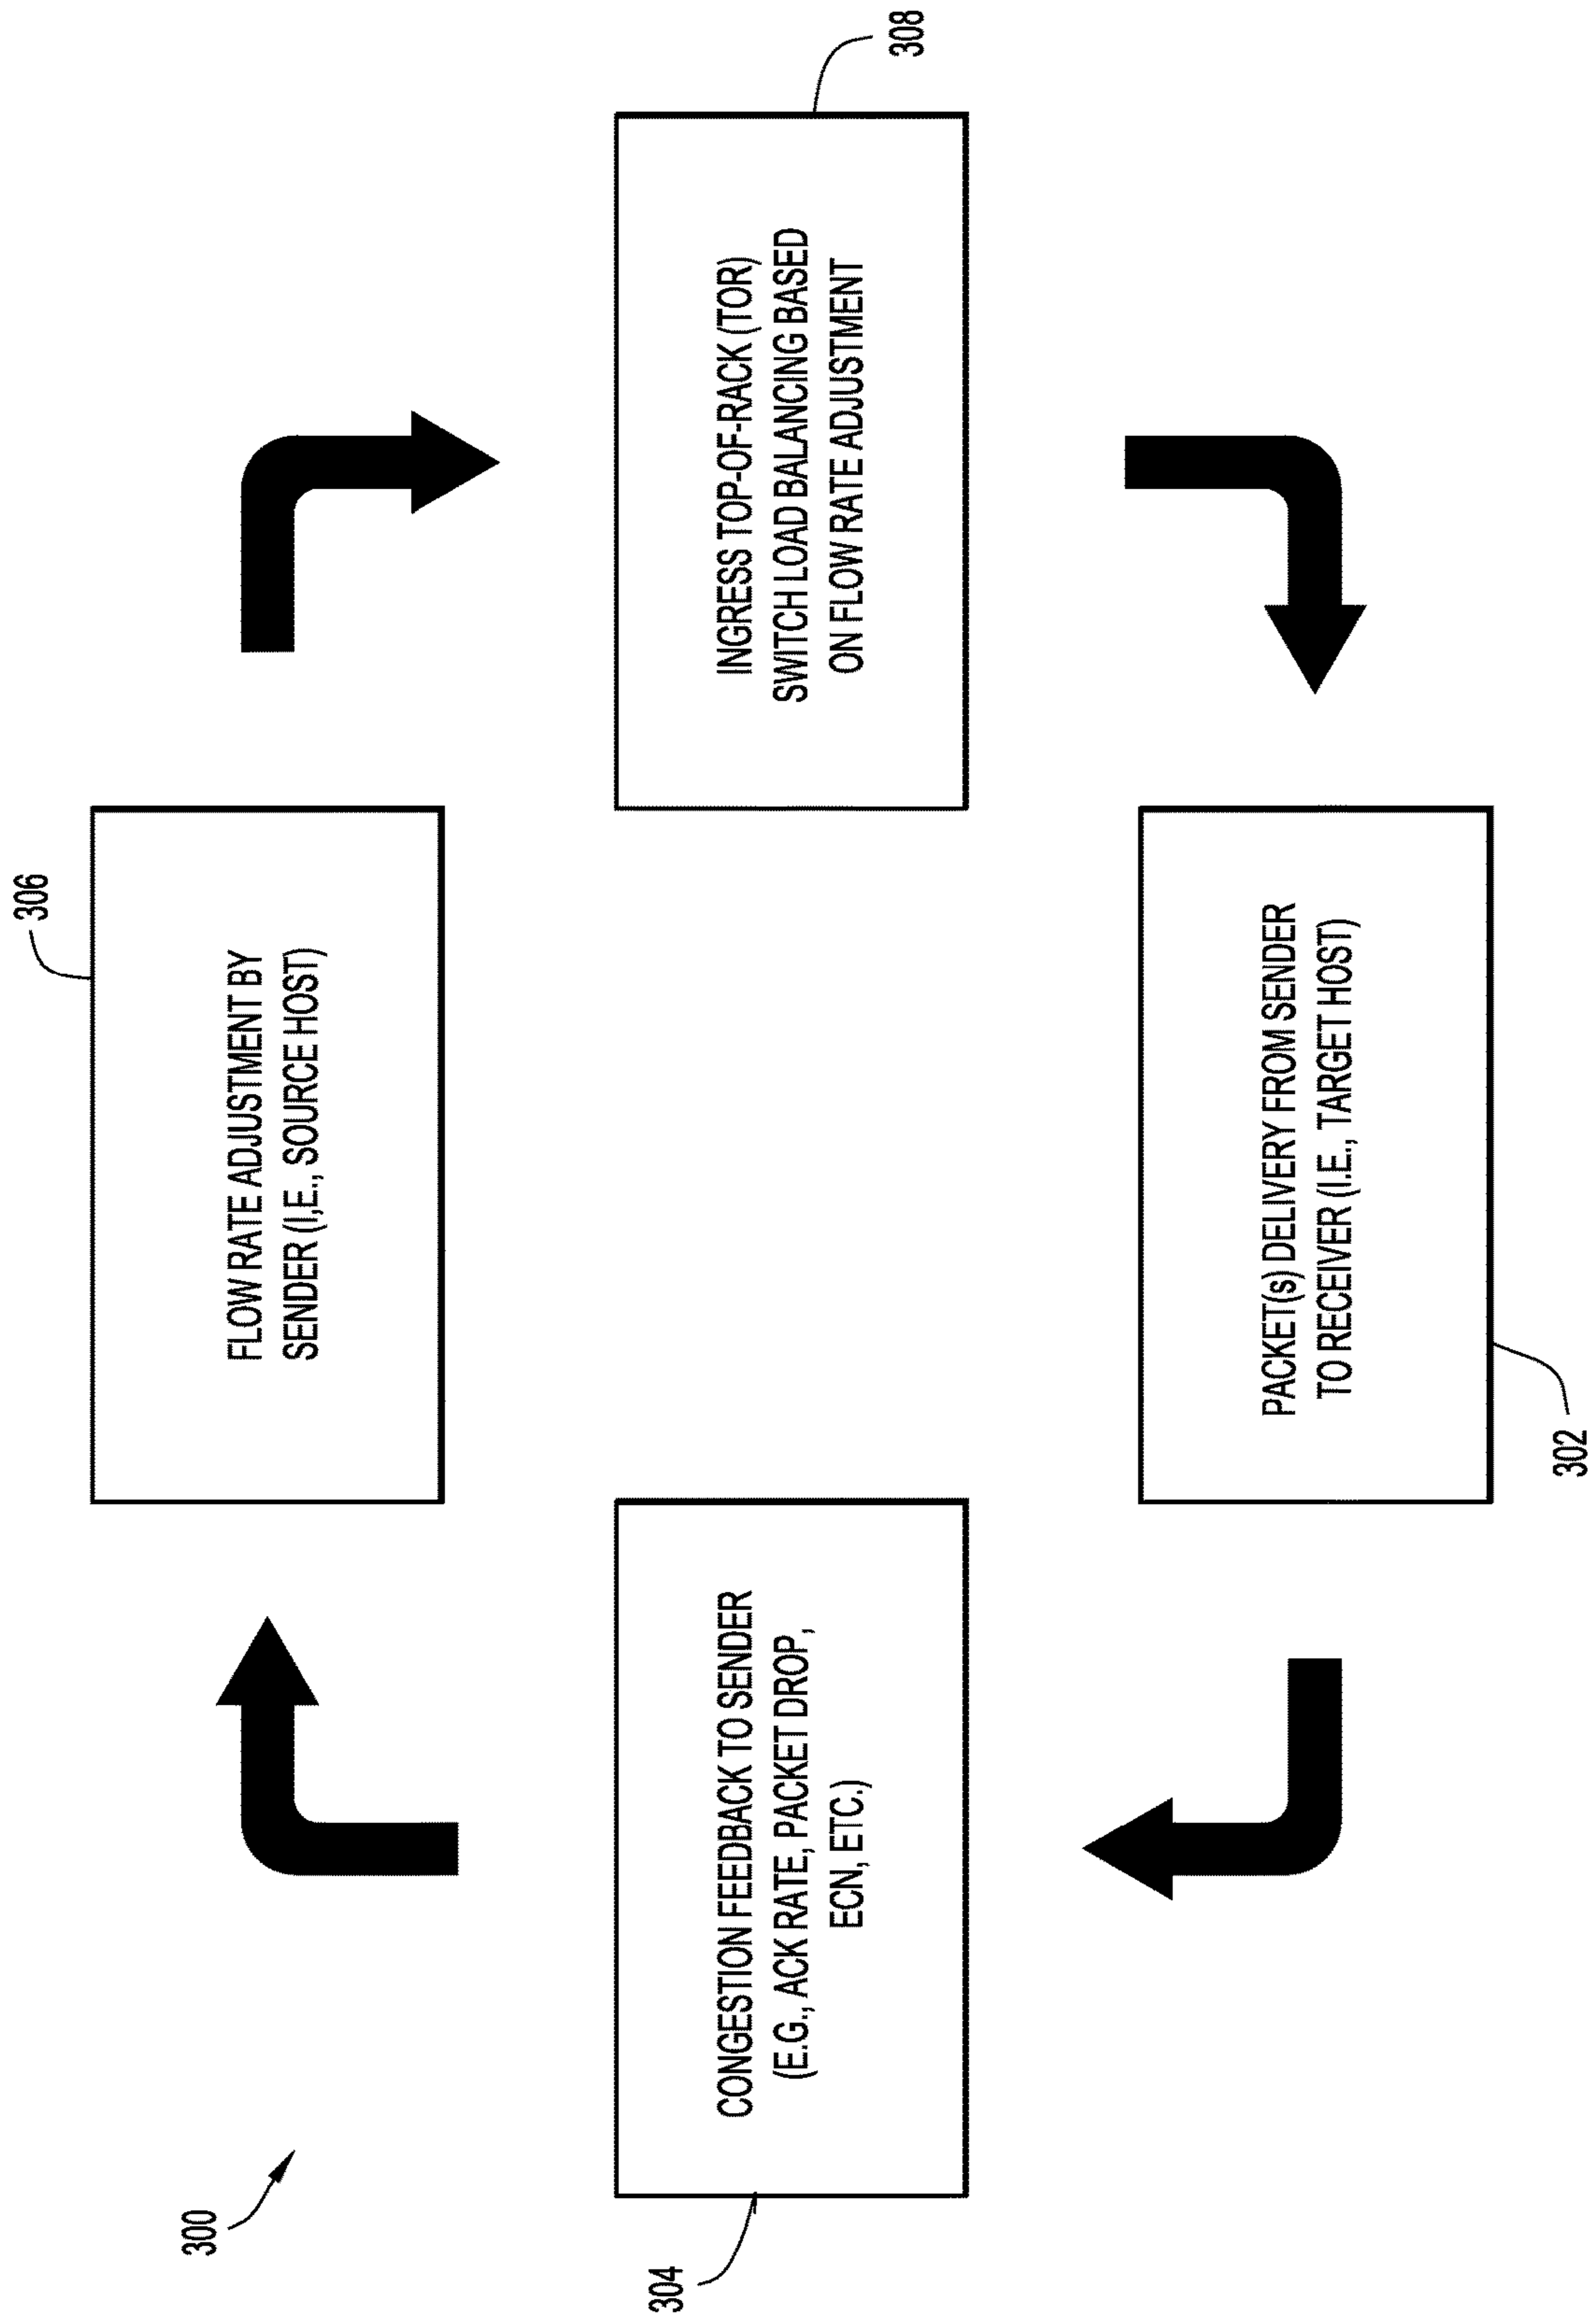 300
306
FLOW RATE ADJUSTMENT BY
SENDER (I,E., SOURCE HOST)
304
CONGESTION FEEDBACK TO SENDER
(E.G., ACK RATE, PACKET DROP,
ECN, ETC.)
308
INGRESS TOP-OF-RACK (TOR)
SWITCH LOAD BALANCING BASED
ON FLOW RATE ADJUSTMENT
PACKET(s) DELIVERY FROM SENDER
TO RECEIVER (I.E., TARGET HOST)
302